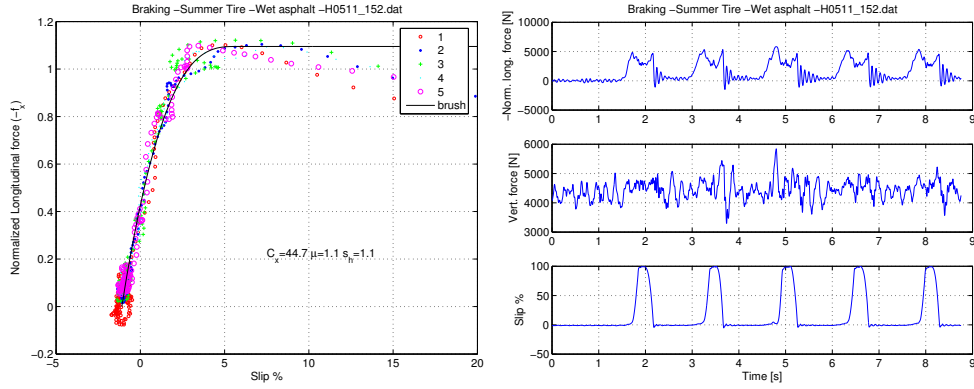 Braking −Summer Tire −Wet asphalt −H0511_152.dat
Normalized Longitudinal force (−f_x)
1.2
1
0.8
0.6
0.4
0.2
0
−0.2
1
2
3
4
5
brush
C_x=44.7 μ=1.1 s_h=1.1
−5
0
5
10
15
20
Slip %
Braking −Summer Tire −Wet asphalt −H0511_152.dat
−Norm. long. force [N]
10000
5000
0
−5000
0 1 2 3 4 5 6 7 8 9
Vert. force [N]
6000
5000
4000
3000
0 1 2 3 4 5 6 7 8 9
Slip %
100
50
0
−50
0 1 2 3 4 5 6 7 8 9
Time [s]